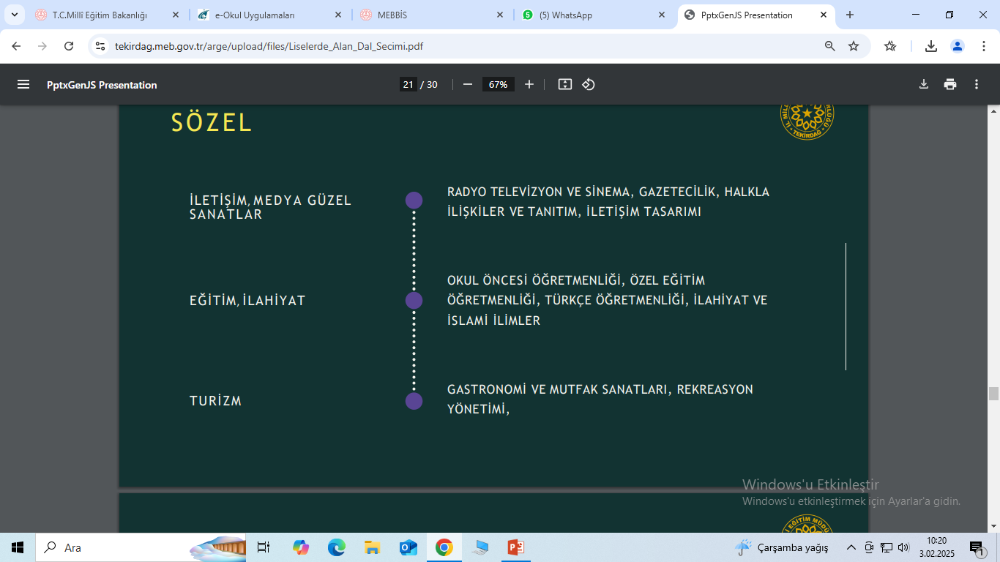 T.C.Millî Eğitim Bakanlığı
e-Okul Uygulamaları
MEBBİS
(5) WhatsApp
PptxGenJS Presentation
tekirdag.meb.gov.tr/arge/upload/files/Liselerde_Alan_Dal_Secimi.pdf
PptxGenJS Presentation
21 / 30
67%
SÖZEL
TEKİRDAĞ
İLETİŞİM, MEDYA GÜZEL
SANATLAR
RADYO TELEVİZYON VE SİNEMA, GAZETECİLİK, HALKLA
İLİŞKİLER VE TANITIM, İLETİŞİM TASARIMI
EĞİTİM, İLAHİYAT
OKUL ÖNCESİ ÖĞRETMENLİĞİ, ÖZEL EĞİTİM
ÖĞRETMENLİĞİ, TÜRKÇE ÖĞRETMENLİĞİ, İLAHİYAT VE
İSLAMİ İLİMLER
TURİZM
GASTRONOMİ VE MUTFAK SANATLARI, REKREASYON
YÖNETİMİ,
Windows'u Etkinleştir
Windows'u etkinleştirmek için Ayarlar'a gidin.
Ara
Çarşamba yağış
10:20
3.02.2025
1